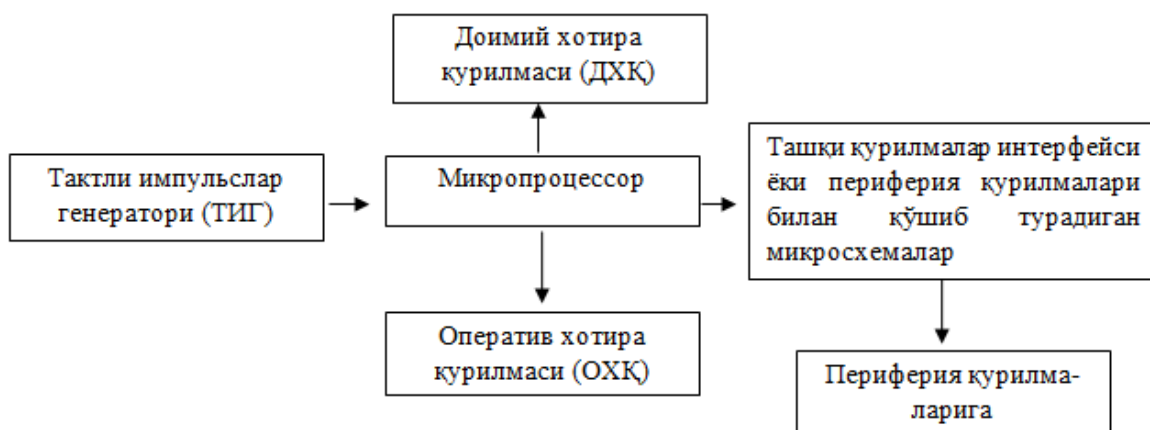 Доимий хотира
қурилмаси (ДХҚ)
Тактли импульслар
генератори (ТИГ)
Микропроцессор
Ташқи қурилмалар интерфейси
ёки периферия қурилмалари
билан қўшиб турадиган
микросхемалар
Оператив хотира
қурилмаси (ОХҚ)
Периферия қурилма-
ларига